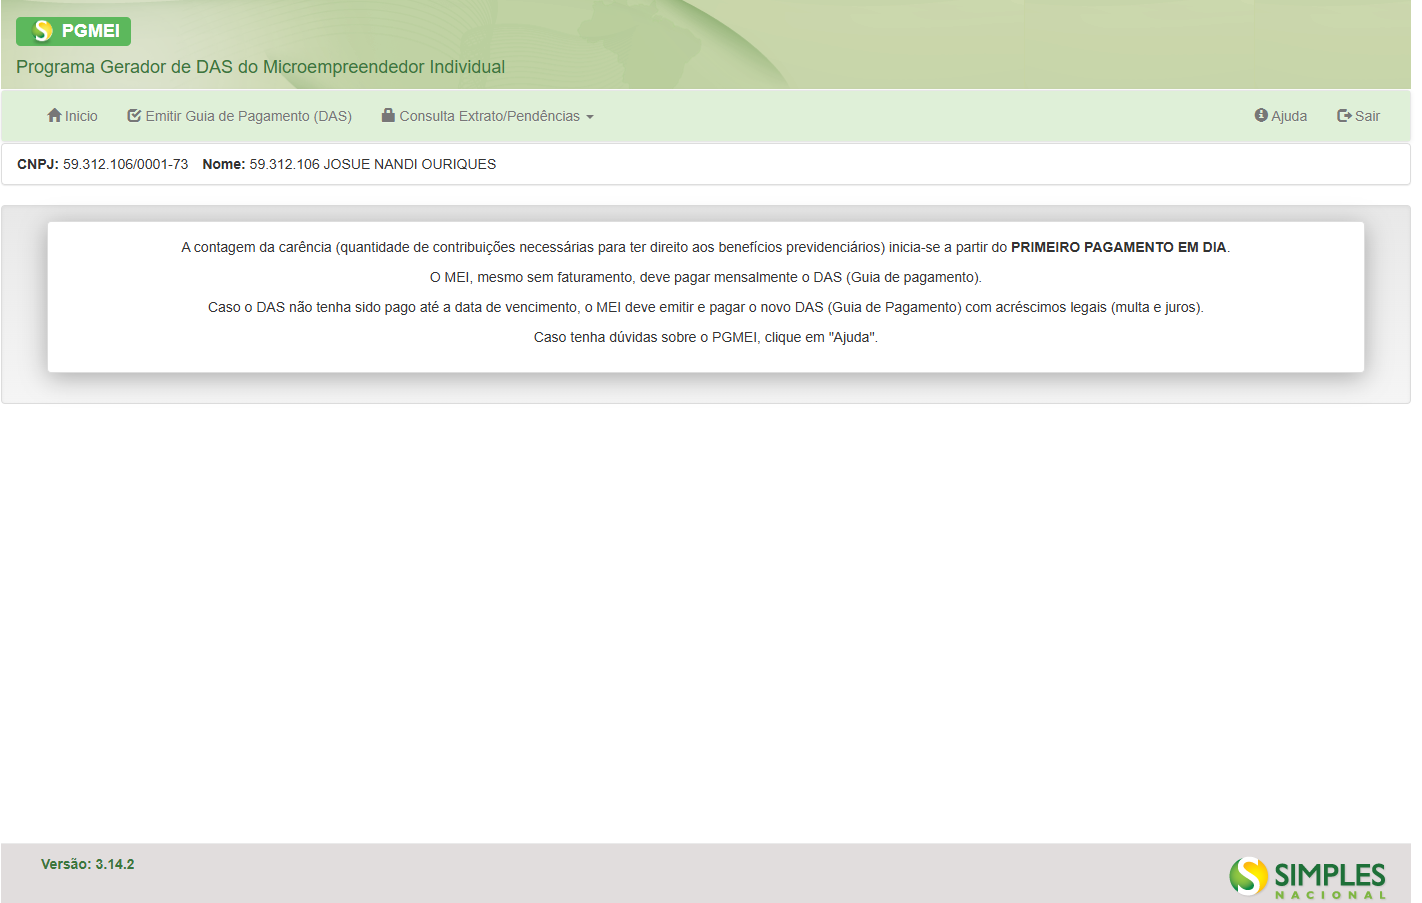 PGMEI
Programa Gerador de DAS do Microempreendedor Individual
Inicio Emitir Guia de Pagamento (DAS) Consulta Extrato/Pendências Ajuda Sair
CNPJ: 59.312.106/0001-73 Nome: 59.312.106 JOSUE NANDI OURIQUES
A contagem da carência (quantidade de contribuições necessárias para ter direito aos benefícios previdenciários) inicia-se a partir do PRIMEIRO PAGAMENTO EM DIA.
O MEI, mesmo sem faturamento, deve pagar mensalmente o DAS (Guia de pagamento).
Caso o DAS não tenha sido pago até a data de vencimento, o MEI deve emitir e pagar o novo DAS (Guia de Pagamento) com acréscimos legais (multa e juros).
Caso tenha dúvidas sobre o PGMEI, clique em "Ajuda".
Versão: 3.14.2
SIMPLES
NACIONAL